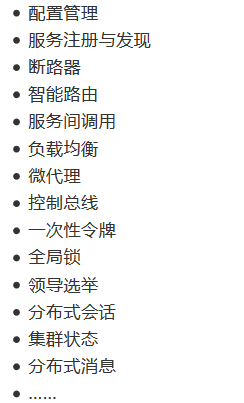 • 配置管理
• 服务注册与发现
• 断路器
• 智能路由
• 服务间调用
• 负载均衡
• 微代理
• 控制总线
• 一次性令牌
• 全局锁
• 领导选举
• 分布式会话
• 集群状态
• 分布式消息
• ……